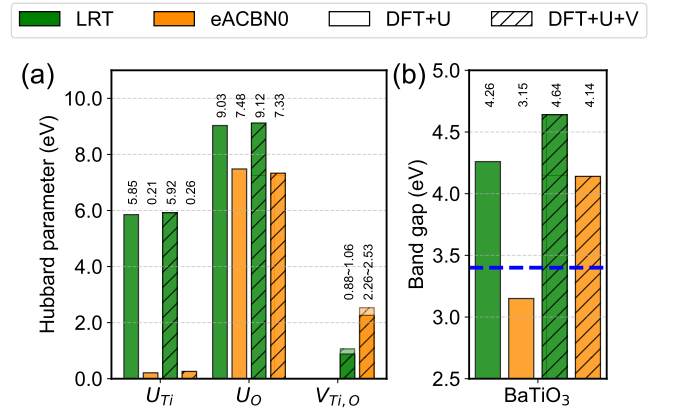 LRT eACBN0 DFT+U DFT+U+V
(a)
Hubbard parameter (eV)
10.0
8.0
6.0
4.0
2.0
0.0
5.85 0.21 5.92 0.26
9.03 7.48 9.12 7.33
0.88~1.06 2.26~2.53
U_Ti U_O V_Ti,O
(b)
Band gap (eV)
5.0
4.5
4.0
3.5
3.0
2.5
4.26 3.15 4.64 4.14
BaTiO₃